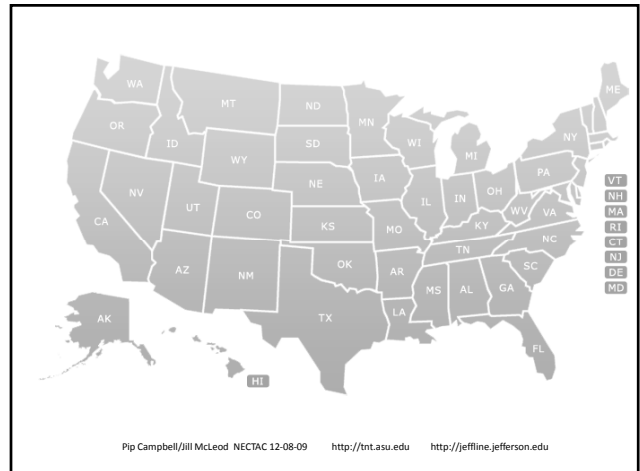 WA
MT
ND
MN
ME
OR
ID
SD
WI
MI
NY
WY
IA
PA
NE
NV
UT
CO
IL
IN
OH
WV
VA
VT
NH
MA
RI
CT
NJ
DE
MD
CA
KS
MO
KY
NC
TN
AZ
NM
OK
AR
SC
MS
AL
GA
TX
LA
AK
FL
HI
Pip Campbell/Jill McLeod NECTAC 12-08-09 http://tnt.asu.edu http://jeffline.jefferson.edu